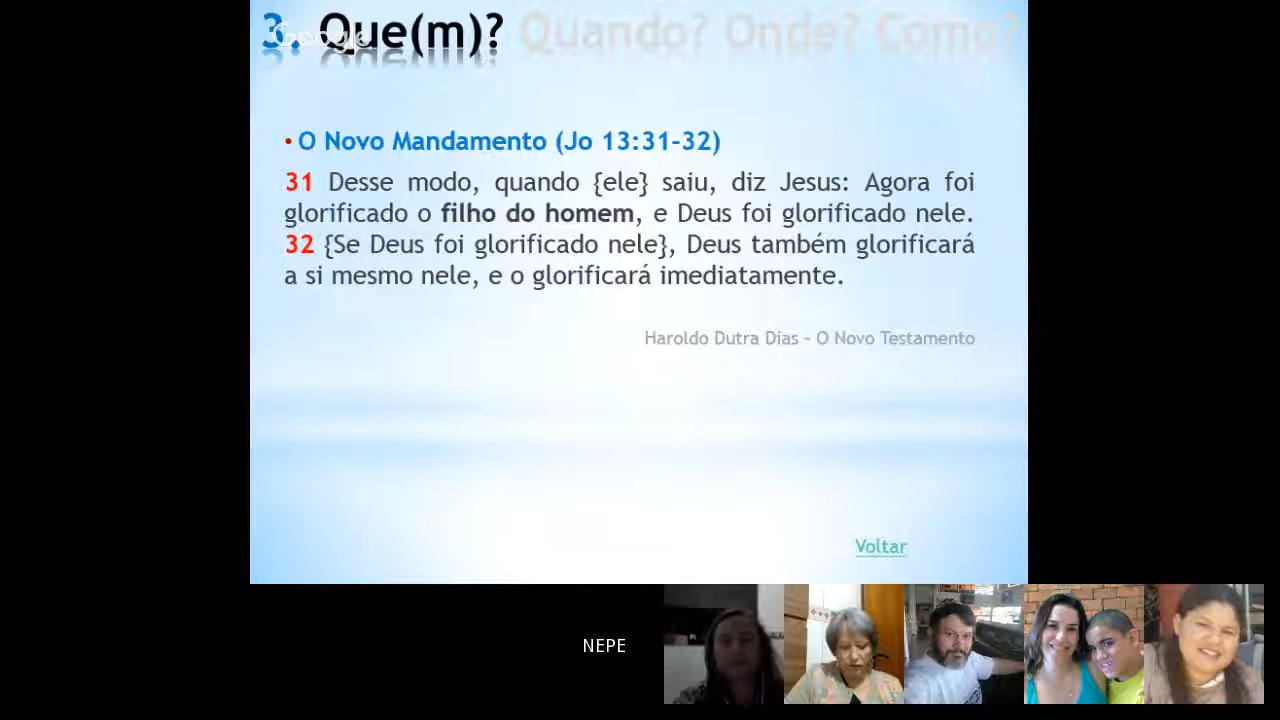 3. Que(m)? Quando? Onde? Como?
Google
• O Novo Mandamento (Jo 13:31-32)
31 Desse modo, quando {ele} saiu, diz Jesus: Agora foi
glorificado o filho do homem, e Deus foi glorificado nele.
32 {Se Deus foi glorificado nele}, Deus também glorificará
a si mesmo nele, e o glorificará imediatamente.
Haroldo Dutra Dias – O Novo Testamento
Voltar
NEPE